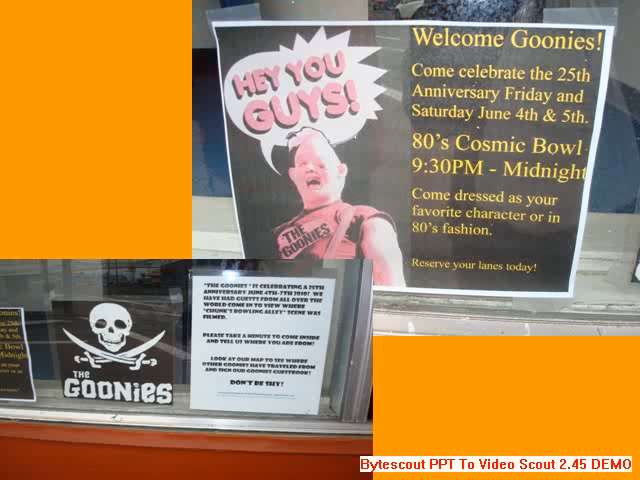 HEY YOU
GUYS!
THE
GOONIES
Welcome Goonies!
Come celebrate the 25th
Anniversary Friday and
Saturday June 4th & 5th.
80's Cosmic Bowl
9:30PM - Midnight
Come dressed as your
favorite character or in
80's fashion.
Reserve your lanes today!
THE
GOONIES
"THE GOONIES " IS CELEBRATING A 25TH
ANNIVERSARY JUNE 4TH-7TH 2010! WE
HAVE HAD GUESTS FROM ALL OVER THE
WORLD COME IN TO VIEW WHERE
"CHUNK'S BOWLING ALLEY" SCENE WAS
FILMED.
PLEASE TAKE A MINUTE TO COME INSIDE
AND TELL US WHERE YOU ARE FROM!
LOOK AT OUR MAP TO SEE WHERE
OTHER GOONIES HAVE TRAVELED FROM
AND SIGN OUR GOONIES GUESTBOOK!
DON'T BE SHY!
Bytescout PPT To Video Scout 2.45 DEMO